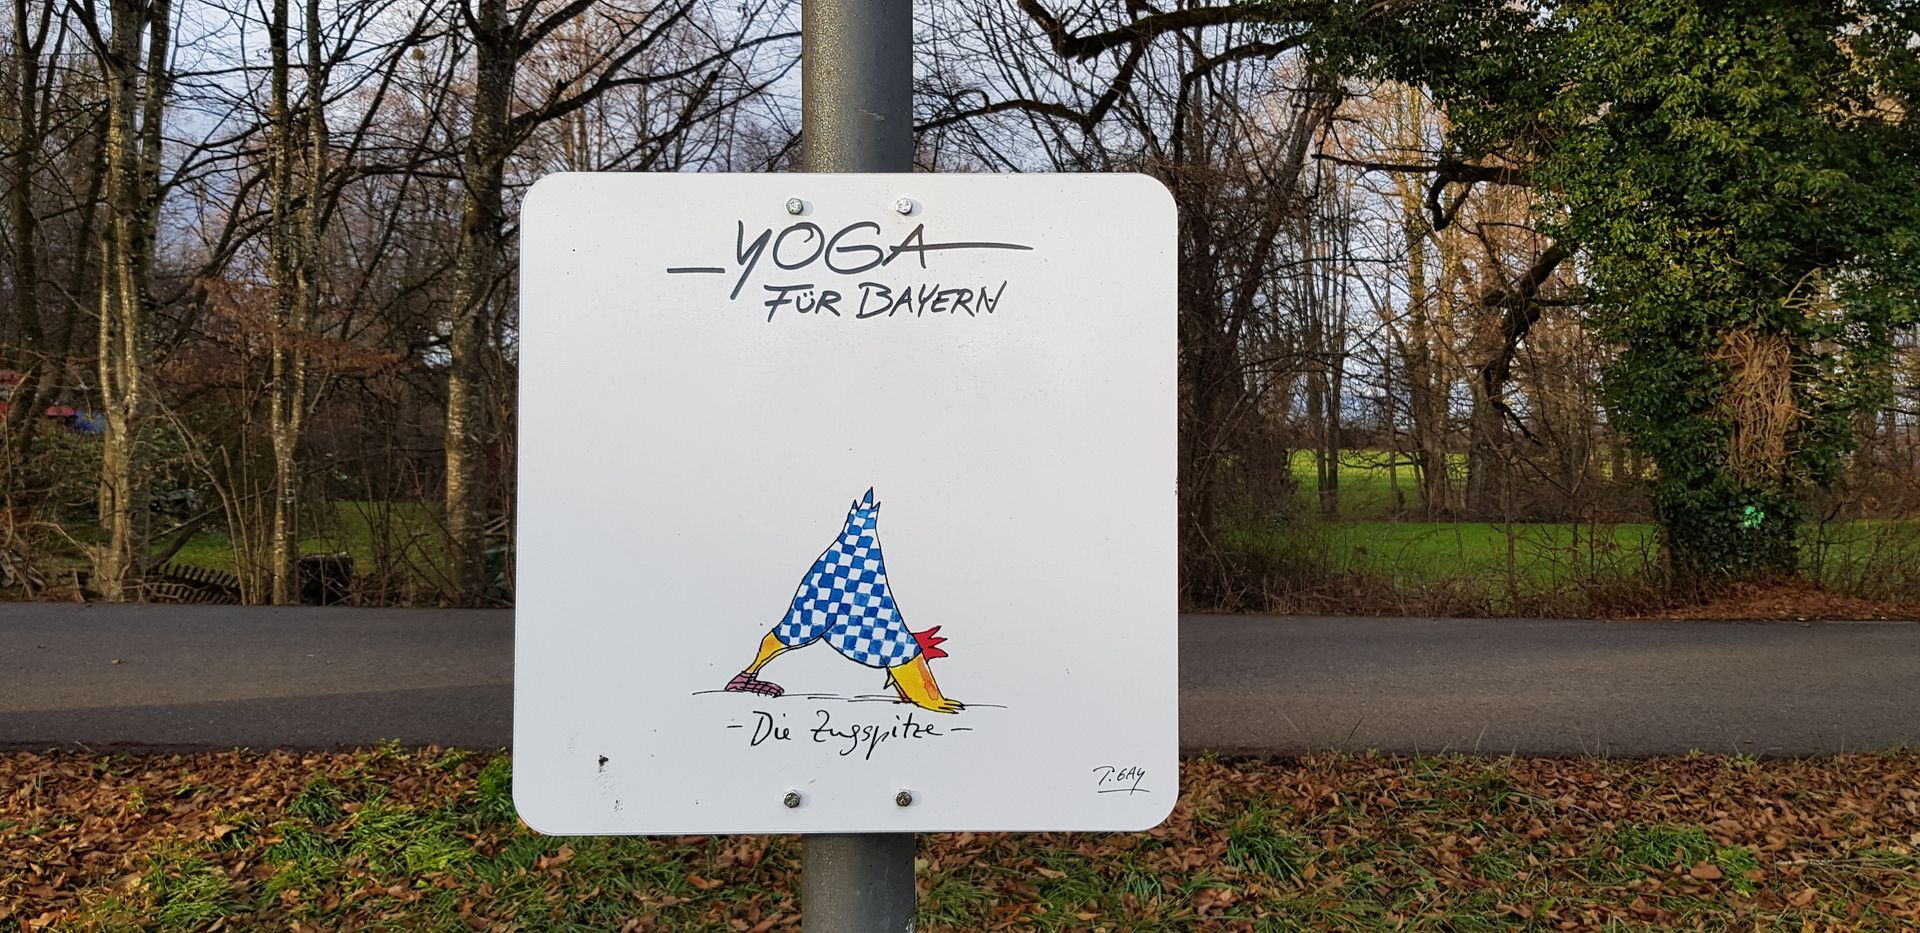 YOGA
FÜR BAYERN
- Die Zugspitze -
T. GAY